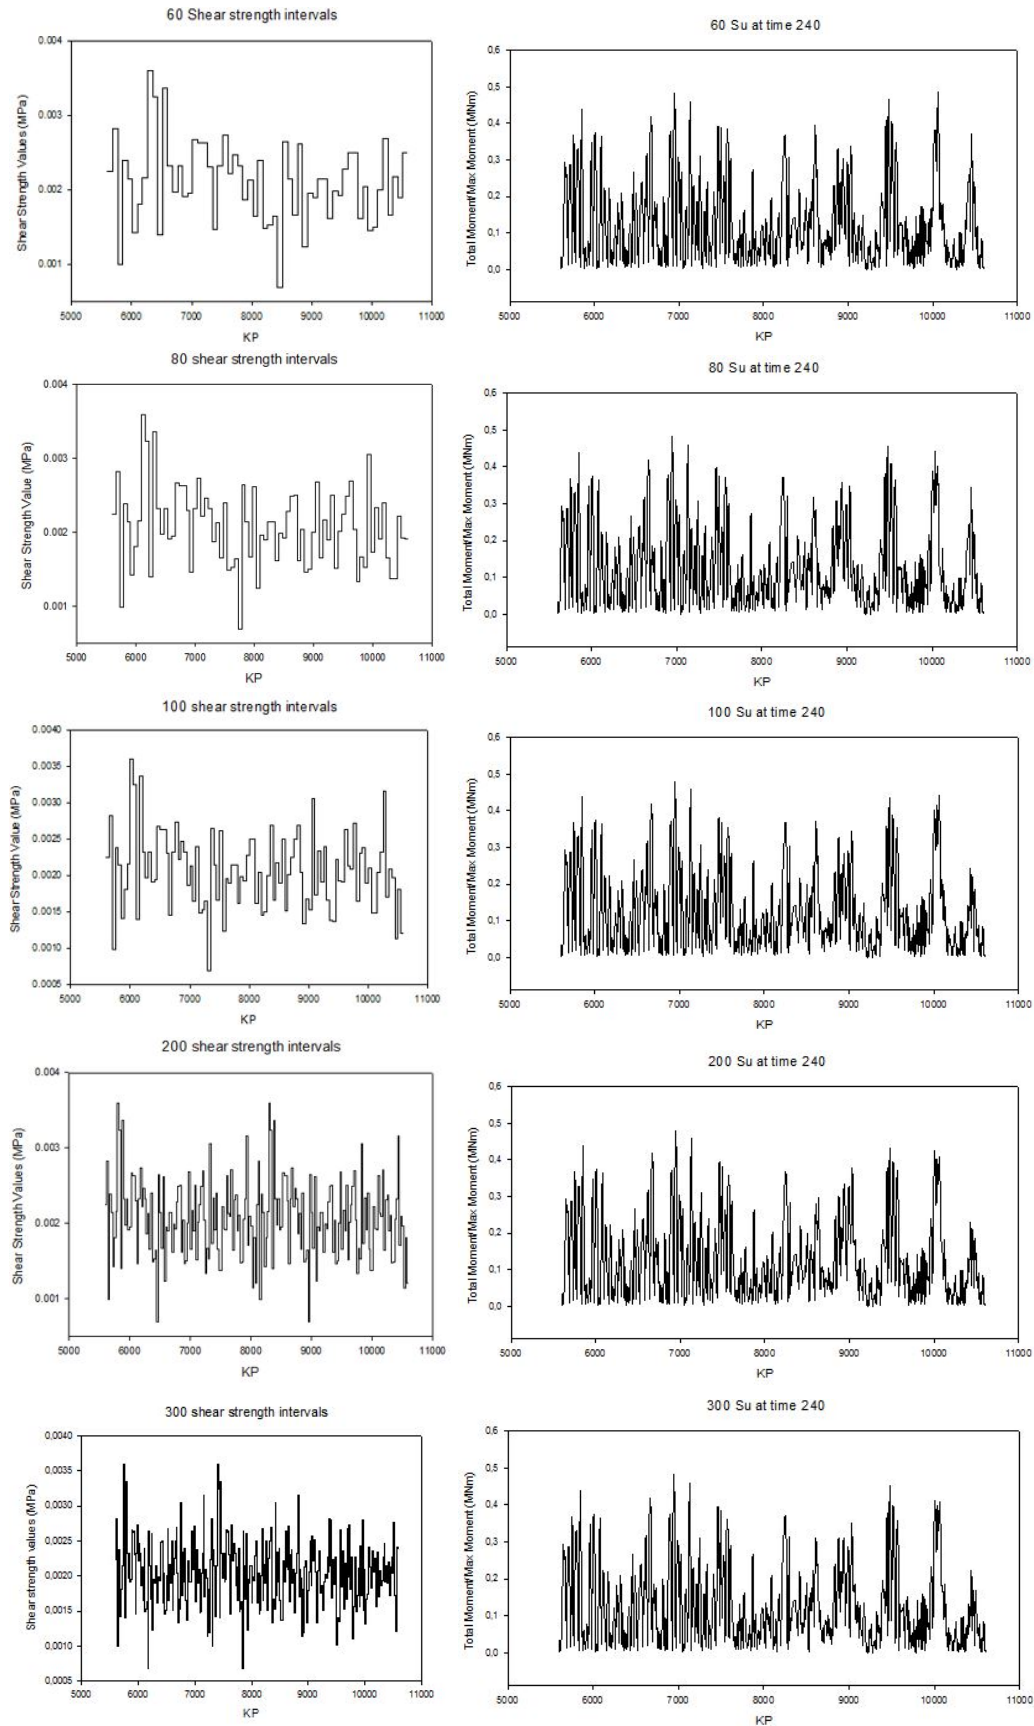 60 Shear strength intervals
Shear Strength Values (MPa)
0.004
0.003
0.002
0.001
5000 6000 7000 8000 9000 10000 11000
KP
60 Su at time 240
Total Moment/Max Moment (MNm)
0,6
0,5
0,4
0,3
0,2
0,1
0,0
5000 6000 7000 8000 9000 10000 11000
KP
80 shear strength intervals
Shear Strength Value (MPa)
0.004
0.003
0.002
0.001
5000 6000 7000 8000 9000 10000 11000
KP
80 Su at time 240
Total Moment/Max Moment (MNm)
0,6
0,5
0,4
0,3
0,2
0,1
0,0
5000 6000 7000 8000 9000 10000 11000
KP
100 shear strength intervals
Shear Strength Value (MPa)
0.0040
0.0035
0.0030
0.0025
0.0020
0.0015
0.0010
0.0005
5000 6000 7000 8000 9000 10000 11000
KP
100 Su at time 240
Total Moment/Max Moment (MNm)
0,6
0,5
0,4
0,3
0,2
0,1
0,0
5000 6000 7000 8000 9000 10000 11000
KP
200 shear strength intervals
Shear Strength Values (MPa)
0.004
0.003
0.002
0.001
5000 6000 7000 8000 9000 10000 11000
KP
200 Su at time 240
Total Moment/Max Moment (MNm)
0,6
0,5
0,4
0,3
0,2
0,1
0,0
5000 6000 7000 8000 9000 10000 11000
KP
300 shear strength intervals
Shear strength values (MPa)
0.0040
0.0035
0.0030
0.0025
0.0020
0.0015
0.0010
0.0005
5000 6000 7000 8000 9000 10000 11000
KP
300 Su at time 240
Total Moment/Max Moment (MNm)
0,6
0,5
0,4
0,3
0,2
0,1
0,0
5000 6000 7000 8000 9000 10000 11000
KP